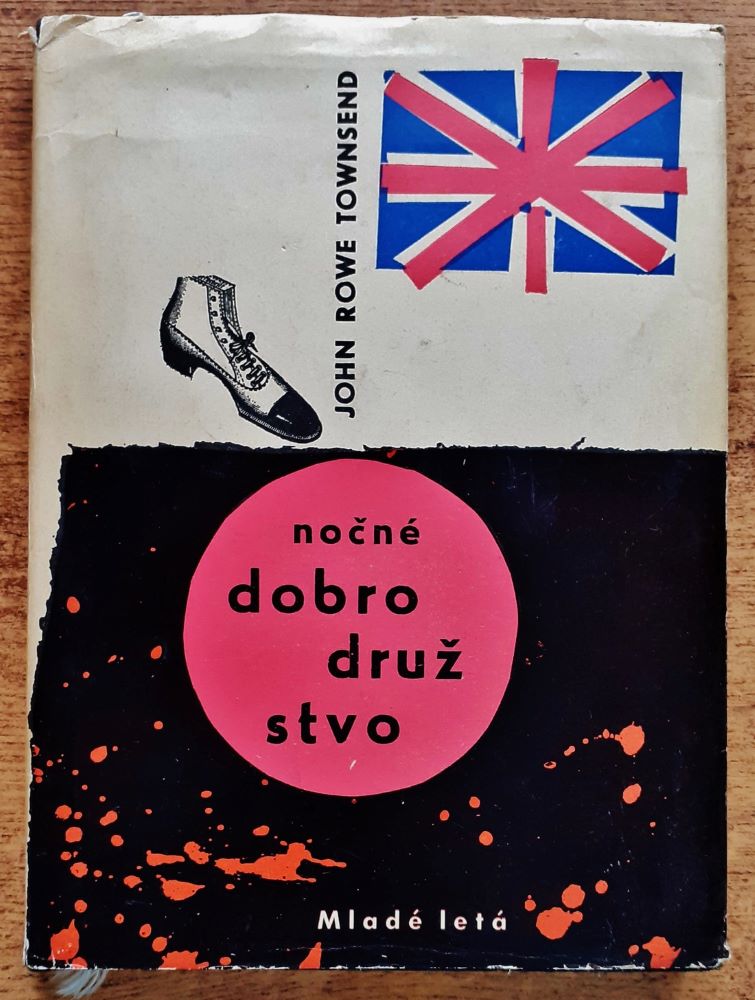 JOHN ROWE TOWNSEND
nočné
dobro
druž
stvo
Mladé letá